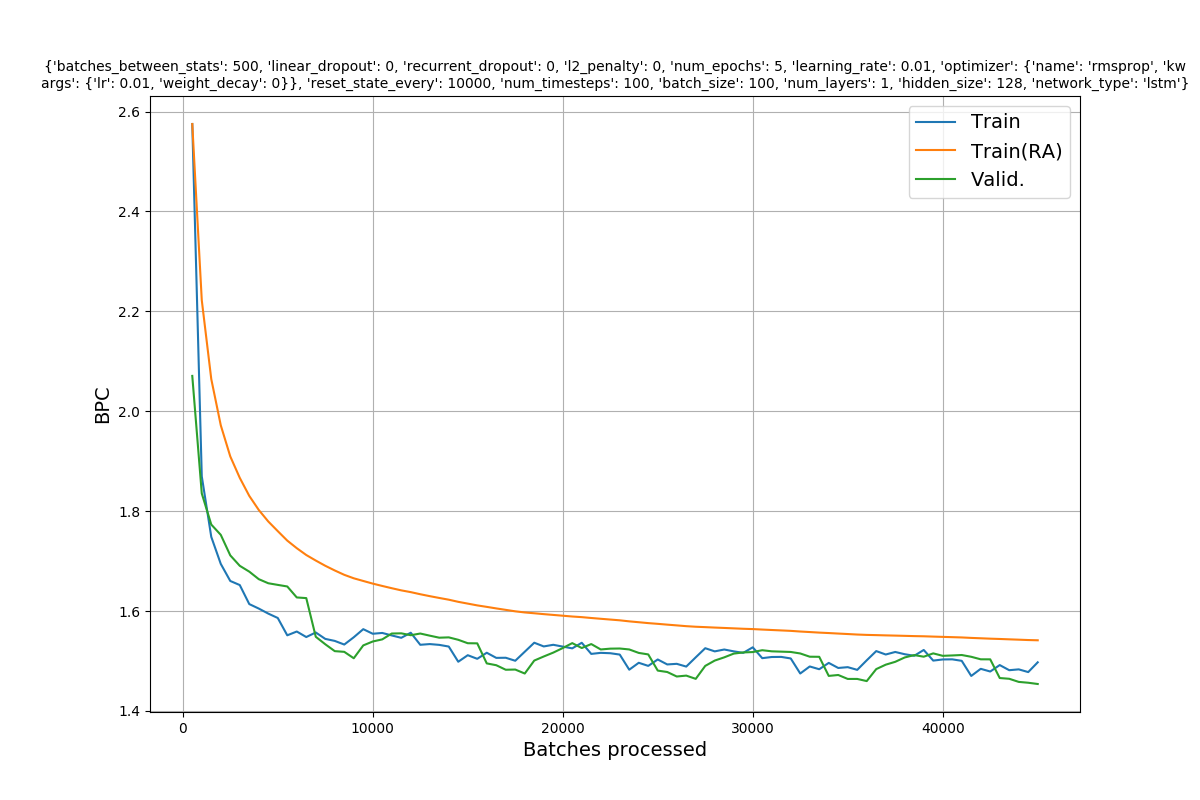 {'batches_between_stats': 500, 'linear_dropout': 0, 'recurrent_dropout': 0, 'l2_penalty': 0, 'num_epochs': 5, 'learning_rate': 0.01, 'optimizer': {'name': 'rmsprop', 'kw
args': {'lr': 0.01, 'weight_decay': 0}}, 'reset_state_every': 10000, 'num_timesteps': 100, 'batch_size': 100, 'num_layers': 1, 'hidden_size': 128, 'network_type': 'lstm'}
Train
Train(RA)
Valid.
2.6
2.4
2.2
2.0
1.8
1.6
1.4
BPC
0
10000
20000
30000
40000
Batches processed